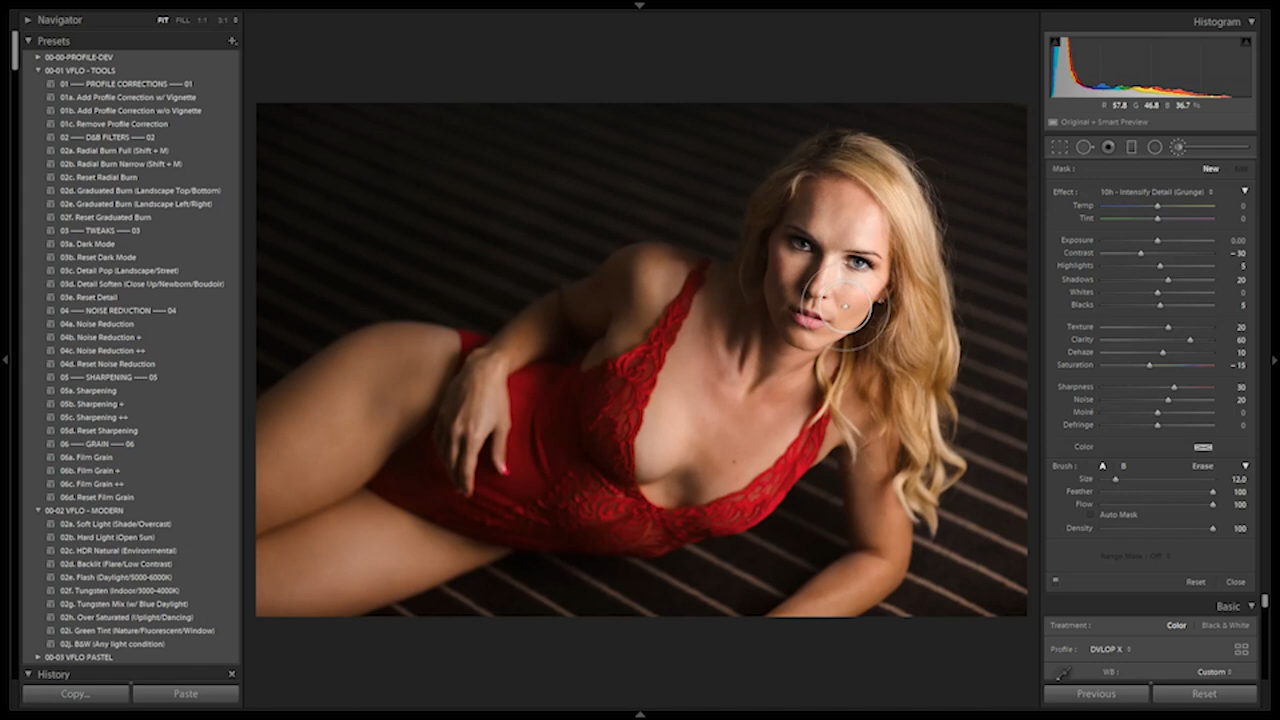 Navigator FIT FILL 1:1 3:1
Presets
00-00-PROFILE-DEV
00-01 VFLO - TOOLS
01 —— PROFILE CORRECTIONS —— 01
01a. Add Profile Correction w/ Vignette
01b. Add Profile Correction w/o Vignette
01c. Remove Profile Correction
02 —— D&B FILTERS —— 02
02a. Radial Burn Full (Shift + M)
02b. Radial Burn Narrow (Shift + M)
02c. Reset Radial Burn
02d. Graduated Burn (Landscape Top/Bottom)
02e. Graduated Burn (Landscape Left/Right)
02f. Reset Graduated Burn
03 —— TWEAKS —— 03
03a. Dark Mode
03b. Reset Dark Mode
03c. Detail Pop (Landscape/Street)
03d. Detail Soften (Close Up/Newborn/Boudoir)
03e. Reset Detail
04 —— NOISE REDUCTION —— 04
04a. Noise Reduction
04b. Noise Reduction +
04c. Noise Reduction ++
04d. Reset Noise Reduction
05 —— SHARPENING —— 05
05a. Sharpening
05b. Sharpening +
05c. Sharpening ++
05d. Reset Sharpening
06 —— GRAIN —— 06
06a. Film Grain
06b. Film Grain +
06c. Film Grain ++
06d. Reset Film Grain
00-02 VFLO - MODERN
02a. Soft Light (Shade/Overcast)
02b. Hard Light (Open Sun)
02c. HDR Natural (Environmental)
02d. Backlit (Flare/Low Contrast)
02e. Flash (Daylight/5000-6000K)
02f. Tungsten (Indoor/3000-4000K)
02g. Tungsten Mix (w/ Blue Daylight)
02h. Over Saturated (Uplight/Dancing)
02i. Green Tint (Nature/Fluorescent/Window)
02j. B&W (Any light condition)
00-03 VFLO PASTEL
History
Copy... Paste
Histogram
R 57.8 G 46.8 B 36.7 %
Original + Smart Preview
Mask : New
Effect : 10h - Intensify Detail (Grunge)
Temp 0
Tint 0
Exposure 0.00
Contrast – 30
Highlights 5
Shadows 20
Whites 0
Blacks 5
Texture 20
Clarity 60
Dehaze 10
Saturation – 15
Sharpness 30
Noise 20
Moiré 0
Defringe 0
Color
Brush : A B Erase
Size 12.0
Feather 100
Flow 100
Auto Mask
Density 100
Range Mask : Off
Reset Close
Basic
Treatment : Color Black & White
Profile : DVLOP X
WB : Custom
Previous Reset